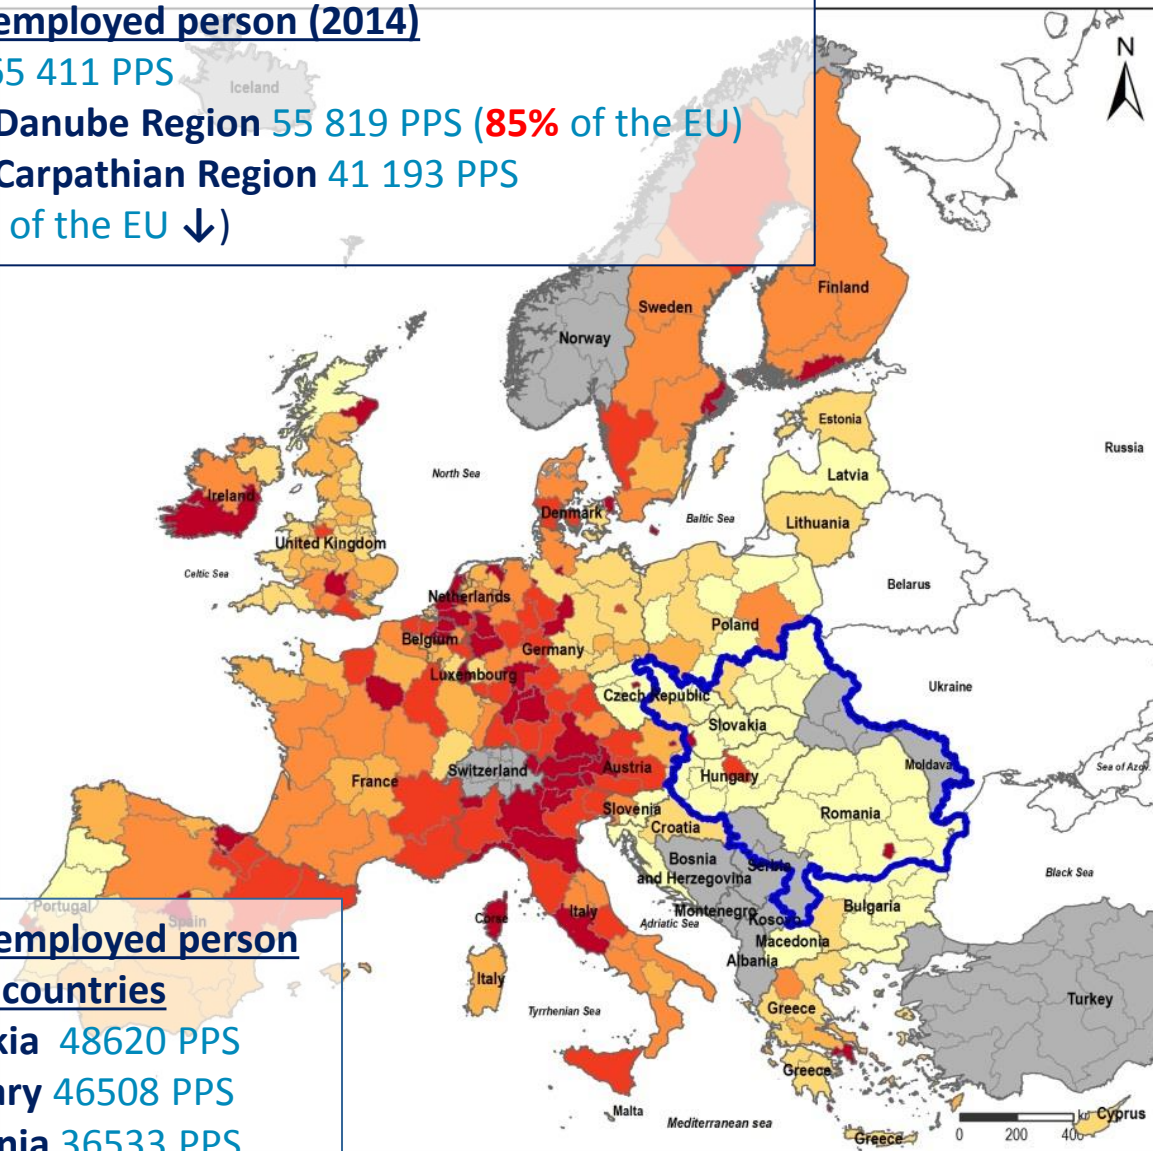 employed person (2014)
65 411 PPS
Danube Region 55 819 PPS (85% of the EU)
Carpathian Region 41 193 PPS
of the EU ↓)
Iceland
N
Finland
Sweden
Norway
Estonia
Russia
Latvia
North Sea
Ireland
Denmark
Baltic Sea
Lithuania
United Kingdom
Celtic Sea
Belarus
Netherlands
Poland
Belgium
Germany
Luxembourg
Ukraine
Czech Republic
Slovakia
Sea of Azov
Moldava
Switzerland
Austria
Hungary
France
Slovenia
Romania
Croatia
Bosnia
and Herzegovina
Serbia
Black Sea
Portugal
Spain
Corse
Italy
Adriatic Sea
Montenegro
Kosovo
Bulgaria
Macedonia
Albania
Italy
Turkey
Tyrrhenian Sea
Greece
Greece
Malta
Mediterranean sea
Greece
Cyprus
0 200 400
employed person
countries
kia 48620 PPS
ary 46508 PPS
nia 36533 PPS